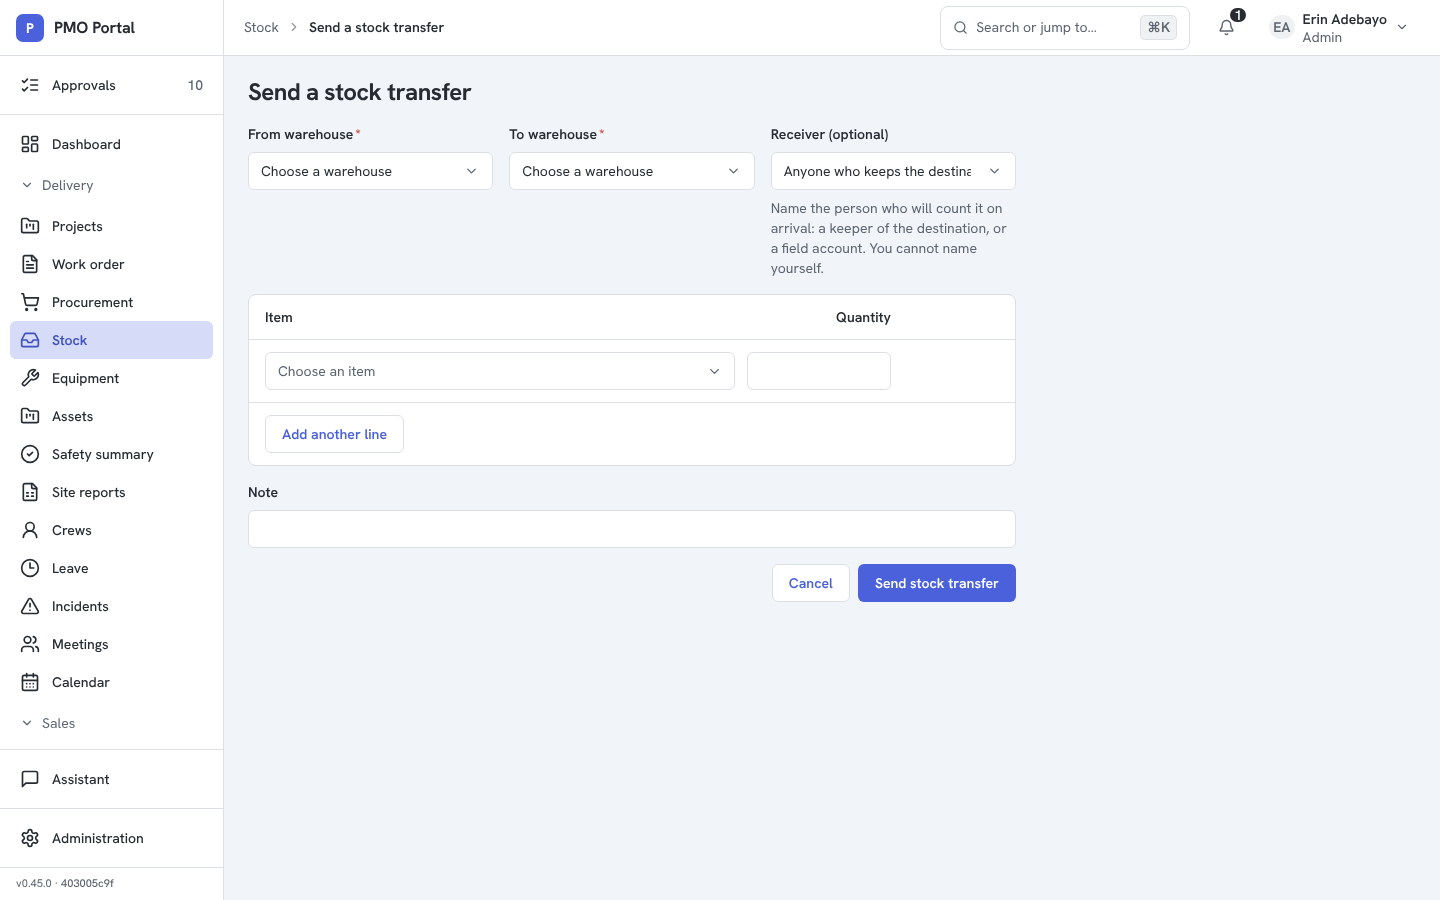 P PMO Portal
Stock > Send a stock transfer
Search or jump to... ⌘K
1
EA
Erin Adebayo
Admin
Approvals 10
Dashboard
Delivery
Projects
Work order
Procurement
Stock
Equipment
Assets
Safety summary
Site reports
Crews
Leave
Incidents
Meetings
Calendar
Sales
Assistant
Administration
v0.45.0 · 403005c9f
Send a stock transfer
From warehouse* To warehouse* Receiver (optional)
Choose a warehouse Choose a warehouse Anyone who keeps the destina
Name the person who will count it on
arrival: a keeper of the destination, or
a field account. You cannot name
yourself.
Item Quantity
Choose an item
Add another line
Note
Cancel Send stock transfer